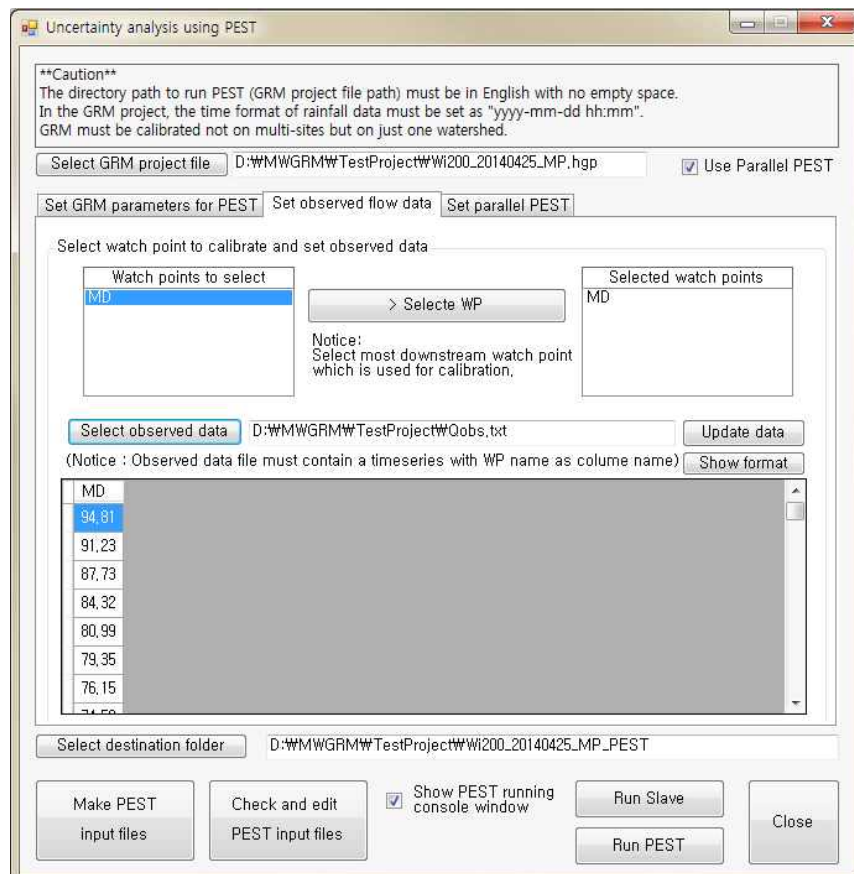 Uncertainty analysis using PEST
**Caution**
The directory path to run PEST (GRM project file path) must be in English with no empty space.
In the GRM project, the time format of rainfall data must be set as "yyyy-mm-dd hh:mm".
GRM must be calibrated not on multi-sites but on just one watershed.
Select GRM project file D:₩MWGRM₩TestProject₩Wi200_20140425_MP.hgp Use Parallel PEST
Set GRM parameters for PEST Set observed flow data Set parallel PEST
Select watch point to calibrate and set observed data
Watch points to select
MD
> Selecte WP
Notice:
Select most downstream watch point
which is used for calibration.
Selected watch points
MD
Select observed data D:₩MWGRM₩TestProject₩Qobs.txt Update data
(Notice : Observed data file must contain a timeseries with WP name as colume name) Show format
MD
94.81
91.23
87.73
84.32
80.99
79.35
76.15
Select destination folder D:₩MWGRM₩TestProject₩Wi200_20140425_MP_PEST
Make PEST
input files
Check and edit
PEST input files
Show PEST running
console window
Run Slave
Run PEST
Close